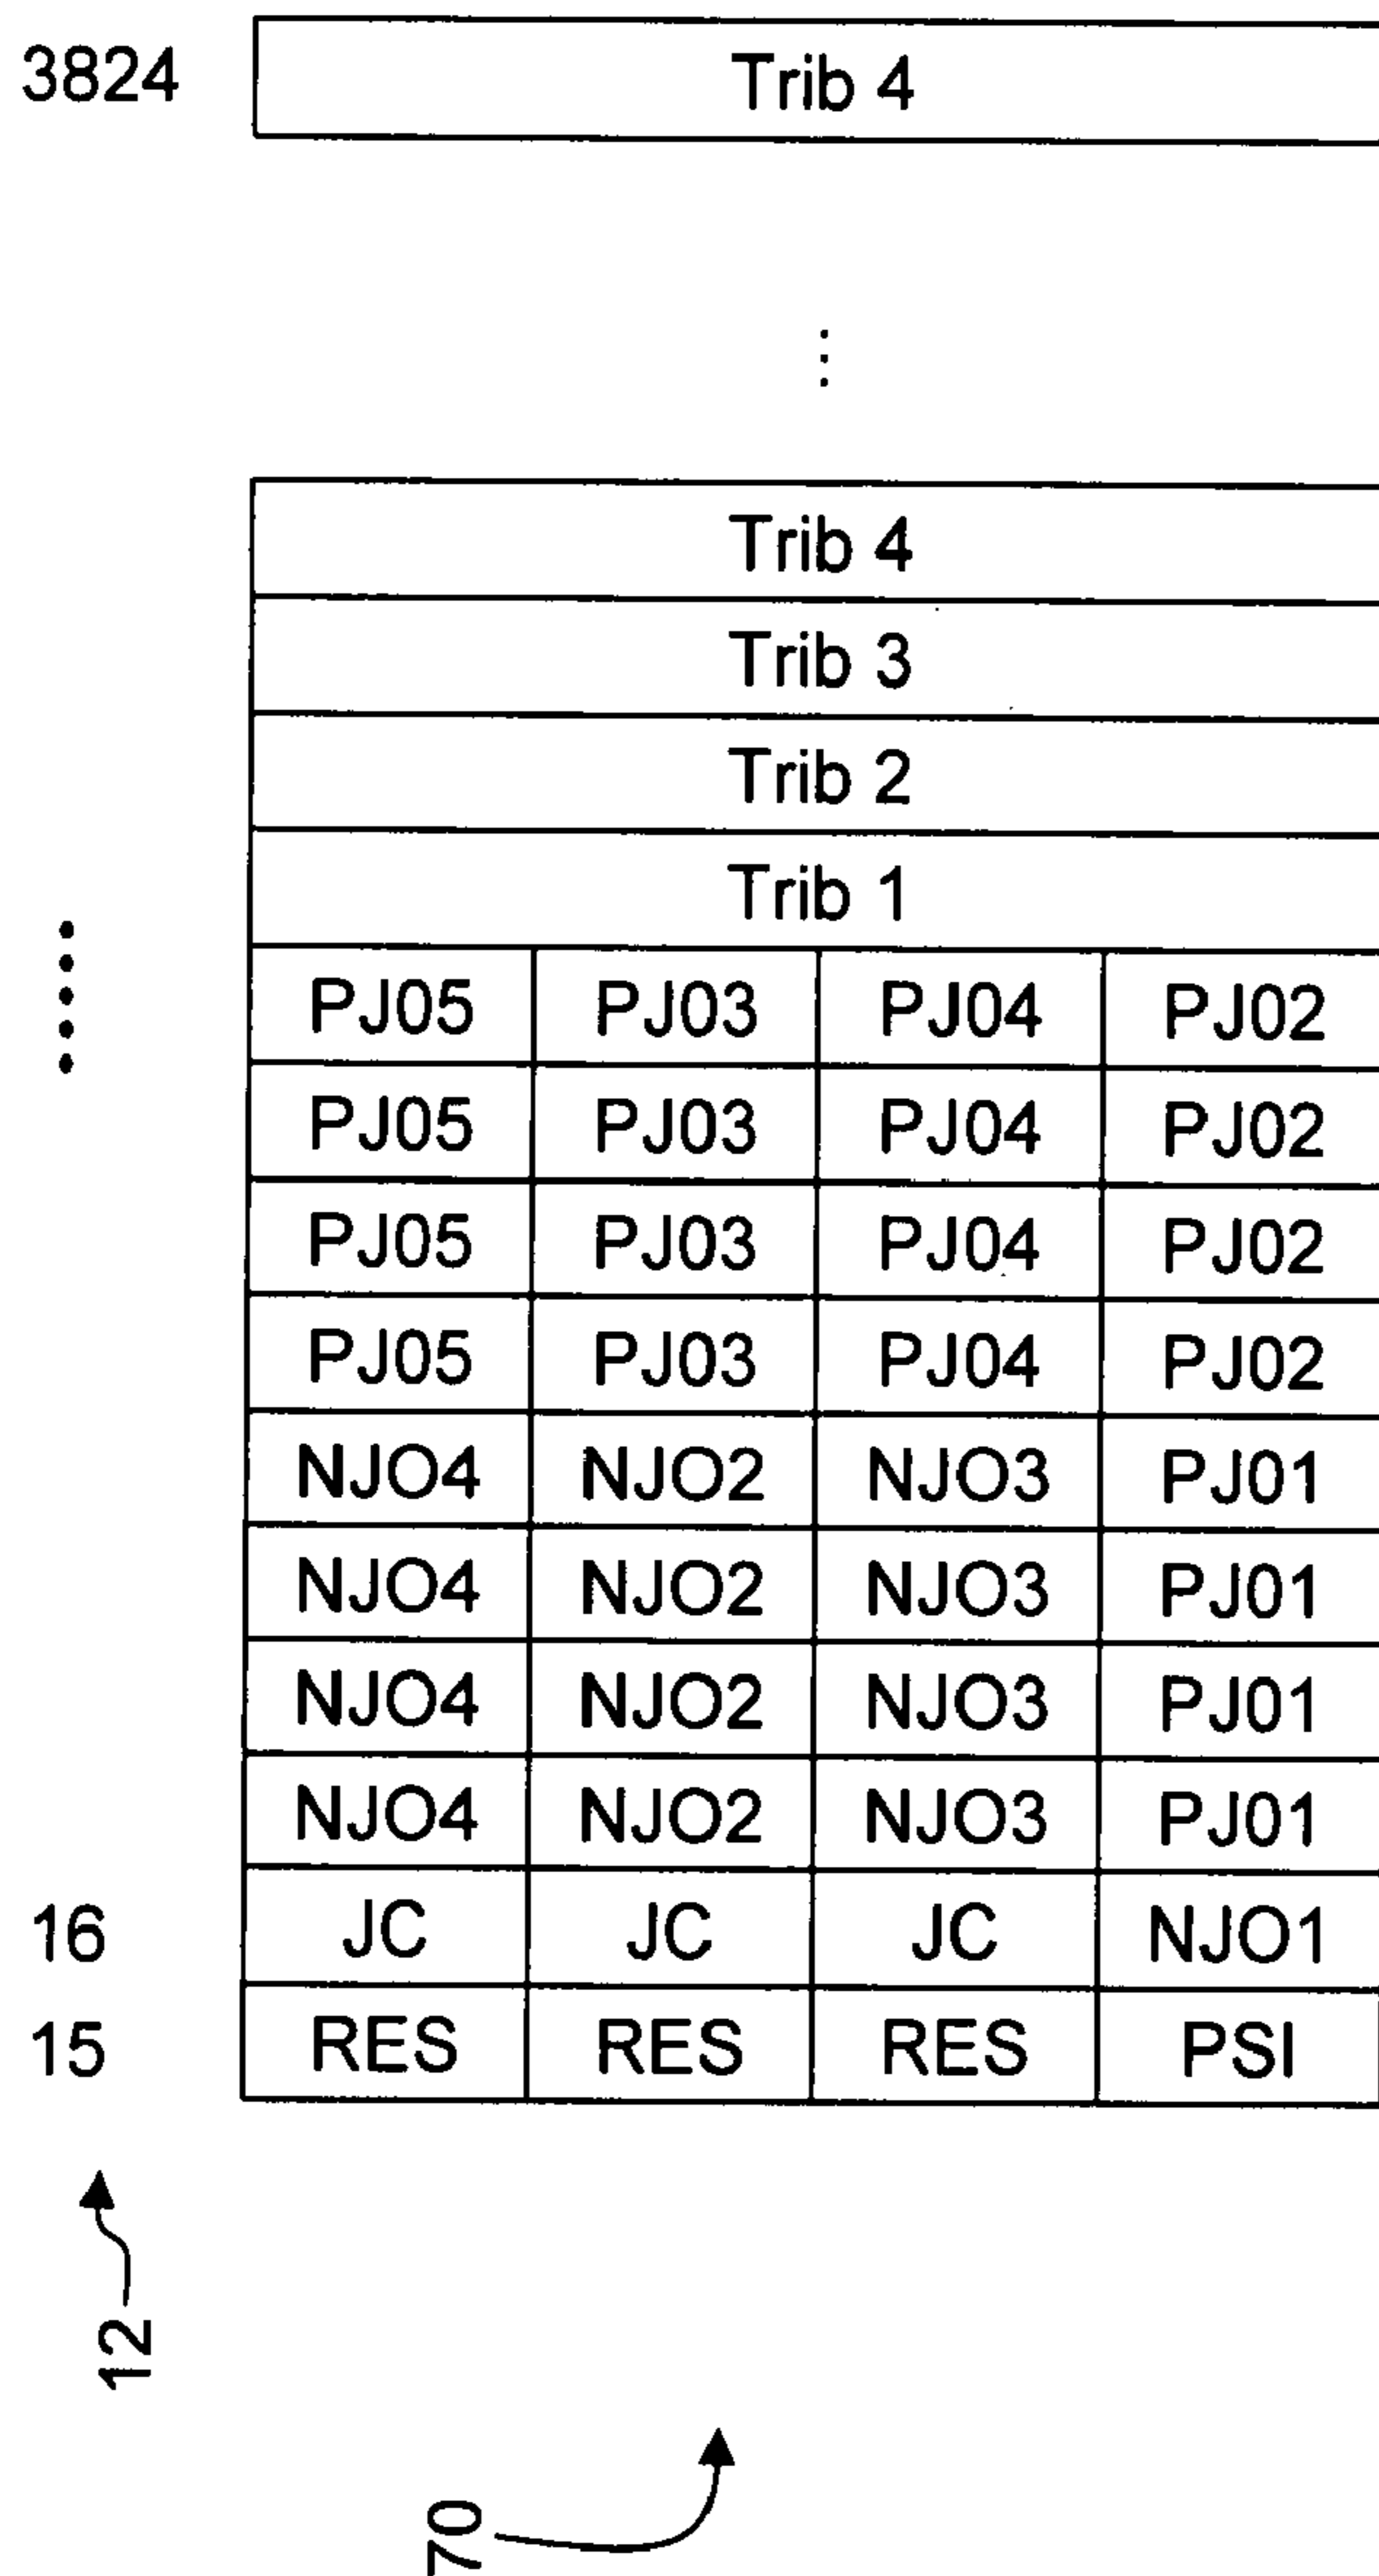 3824 Trib 4
⋮
Trib 4
Trib 3
Trib 2
Trib 1
PJ05 PJ03 PJ04 PJ02
PJ05 PJ03 PJ04 PJ02
PJ05 PJ03 PJ04 PJ02
PJ05 PJ03 PJ04 PJ02
NJO4 NJO2 NJO3 PJ01
NJO4 NJO2 NJO3 PJ01
NJO4 NJO2 NJO3 PJ01
NJO4 NJO2 NJO3 PJ01
16 JC JC JC NJO1
15 RES RES RES PSI
12
70